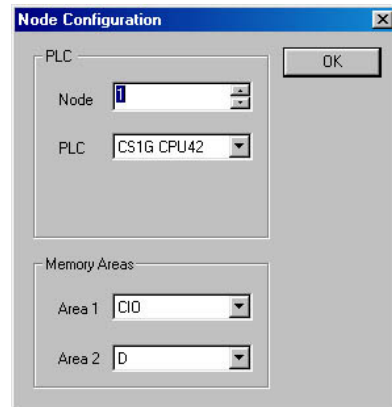 Node Configuration
PLC
OK
Node 1
PLC CS1G CPU42
Memory Areas
Area 1 CIO
Area 2 D